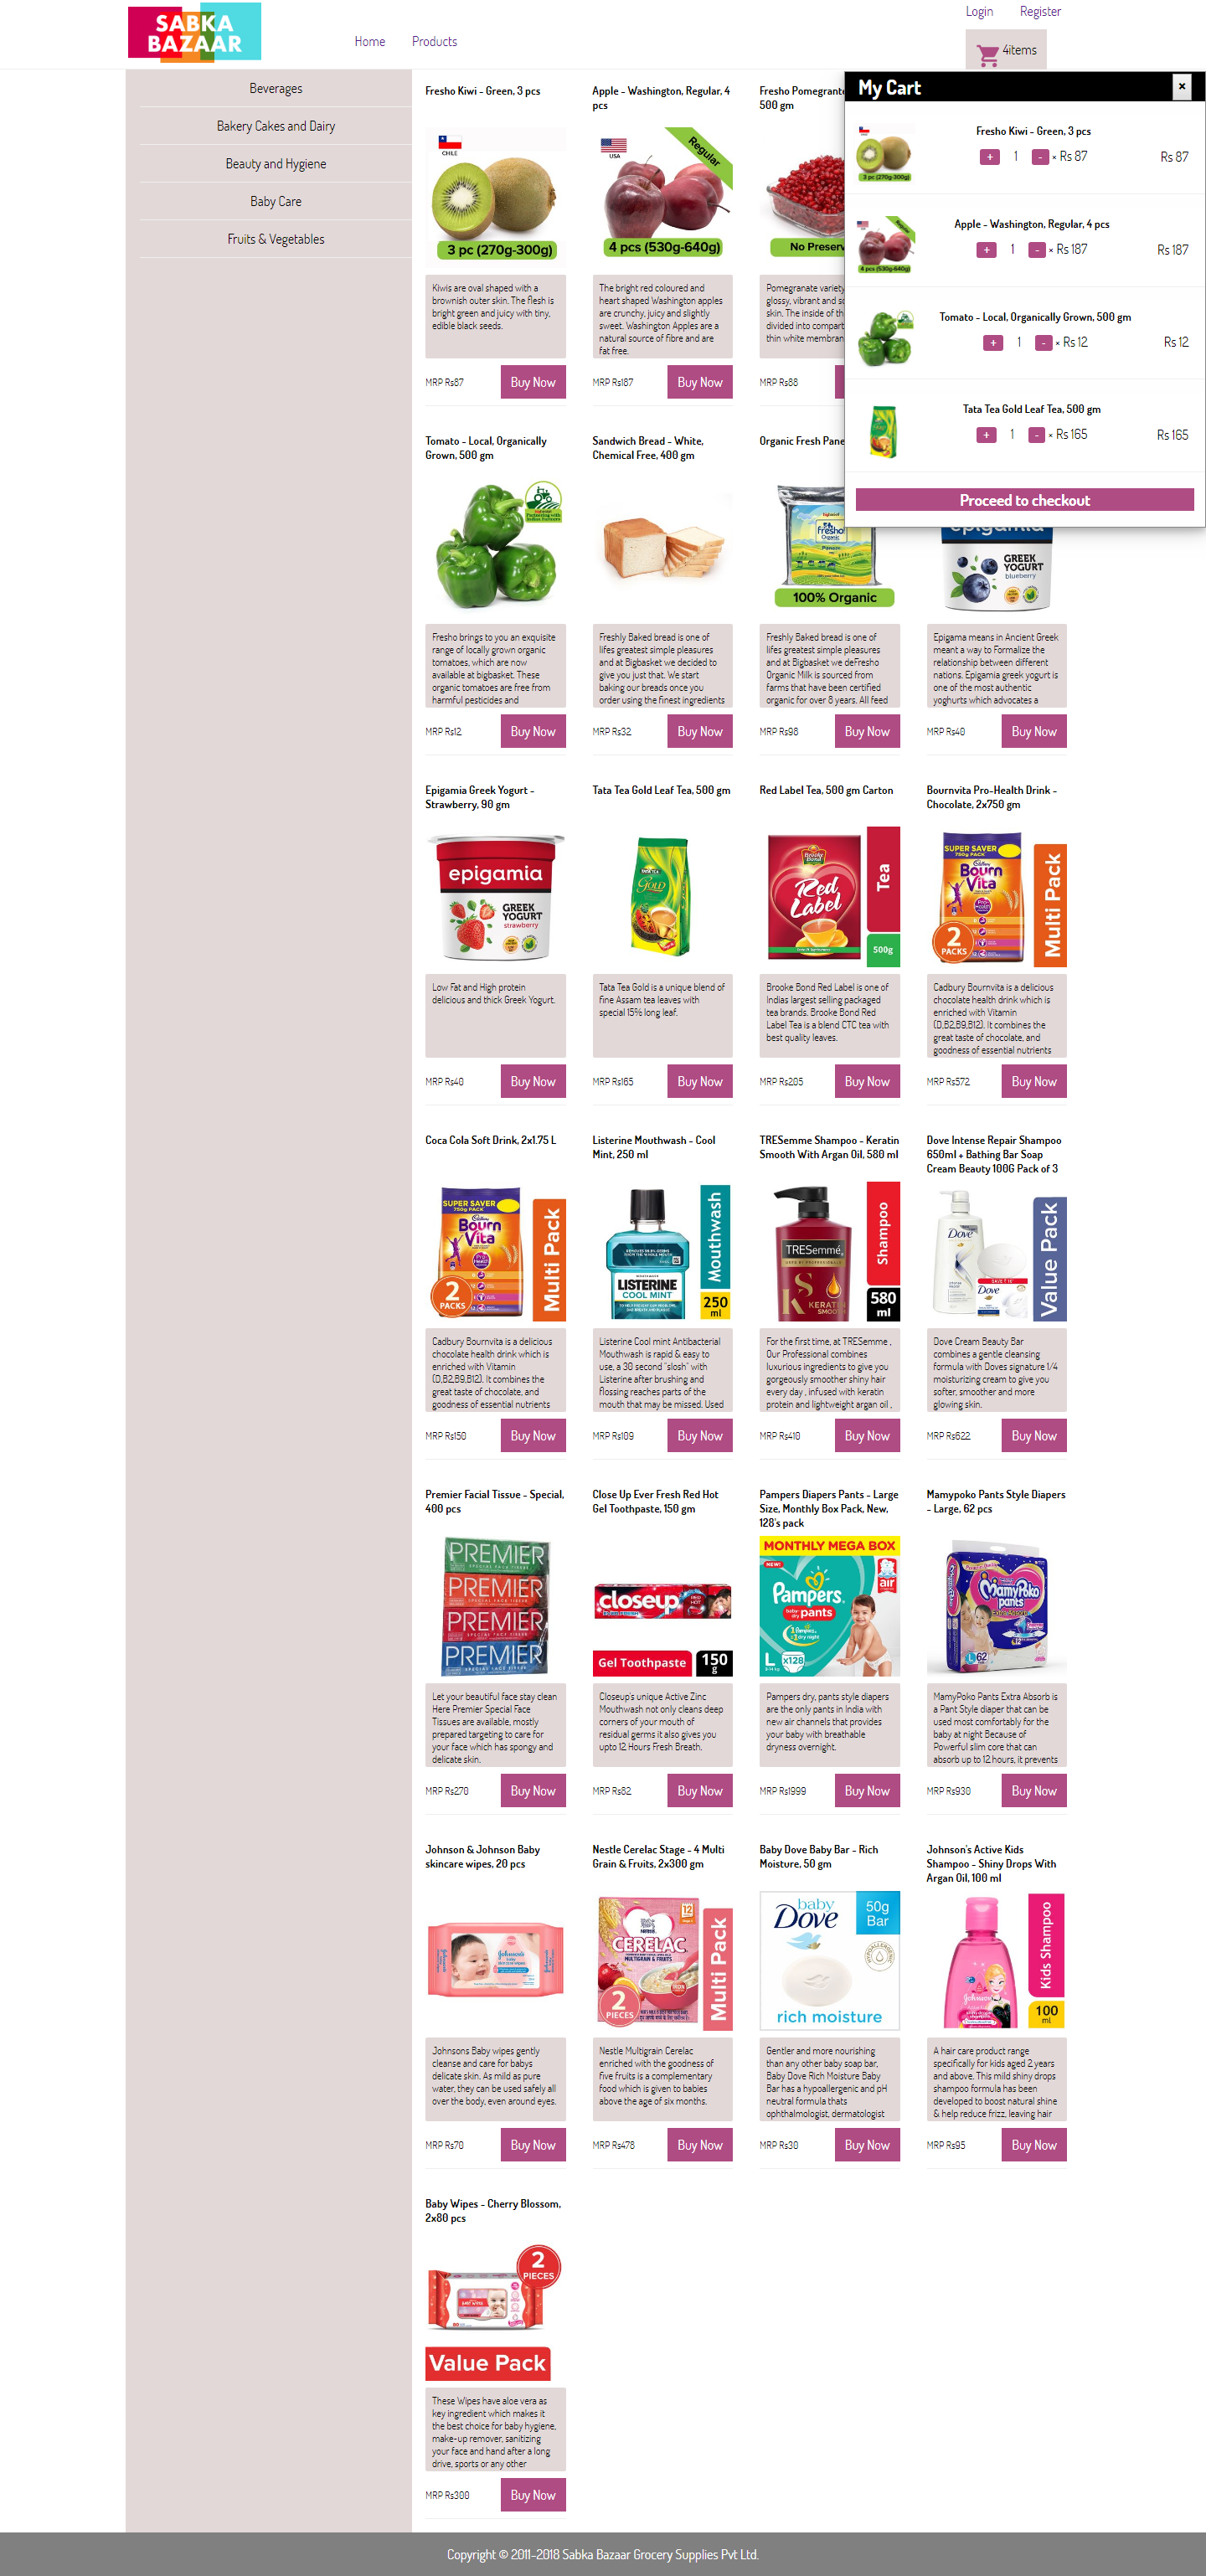 SABKA
BAZAAR
Home
Products
Login
Register
4items
Beverages
Bakery Cakes and Dairy
Beauty and Hygiene
Baby Care
Fruits & Vegetables
My Cart
×
Fresho Kiwi - Green, 3 pcs
+ 1 - × Rs 87
Rs 87
Apple - Washington, Regular, 4 pcs
+ 1 - × Rs 187
Rs 187
Tomato - Local, Organically Grown, 500 gm
+ 1 - × Rs 12
Rs 12
Tata Tea Gold Leaf Tea, 500 gm
+ 1 - × Rs 165
Rs 165
Proceed to checkout
Fresho Kiwi - Green, 3 pcs
CHILE
3 pc (270g-300g)
Kiwis are oval shaped with a
brownish outer skin. The flesh is
bright green and juicy with tiny,
edible black seeds.
MRP Rs87
Buy Now
Apple - Washington, Regular, 4
pcs
USA
Regular
4 pcs (530g-640g)
The bright red coloured and
heart shaped Washington apples
are crunchy, juicy and slightly
sweet. Washington Apples are a
natural source of fibre and are
fat free.
MRP Rs187
Buy Now
Fresho Pomegrant
500 gm
No Preserv
Pomegranate variety
glossy, vibrant and s
skin. The inside of th
divided into compart
thin white membran
MRP Rs88
Tomato - Local, Organically
Grown, 500 gm
Fresho brings to you an exquisite
range of locally grown organic
tomatoes, which are now
available at bigbasket. These
organic tomatoes are free from
harmful pesticides and
MRP Rs12
Buy Now
Sandwich Bread - White,
Chemical Free, 400 gm
Freshly Baked bread is one of
lifes greatest simple pleasures
and at Bigbasket we decided to
give you just that. We start
baking our breads once you
order using the finest ingredients
MRP Rs32
Buy Now
Organic Fresh Pane
fresho!
Organic
Paneer
100% Organic
Freshly Baked bread is one of
lifes greatest simple pleasures
and at Bigbasket we deFresho
Organic Milk is sourced from
farms that have been certified
organic for over 8 years. All feed
MRP Rs98
Buy Now
epigamia
GREEK
YOGURT
blueberry
Epigama means in Ancient Greek
meant a way to Formalize the
relationship between different
nations. Epigamia greek yogurt is
one of the most authentic
yoghurts which advocates a
MRP Rs40
Buy Now
Epigamia Greek Yogurt -
Strawberry, 90 gm
epigamia
GREEK
YOGURT
strawberry
Low Fat and High protein
delicious and thick Greek Yogurt.
MRP Rs40
Buy Now
Tata Tea Gold Leaf Tea, 500 gm
TATA TEA
GOLD
Tata Tea Gold is a unique blend of
fine Assam tea leaves with
special 15% long leaf.
MRP Rs165
Buy Now
Red Label Tea, 500 gm Carton
Brooke
Bond
Red
Label
Tea
500g
Brooke Bond Red Label is one of
Indias largest selling packaged
tea brands. Brooke Bond Red
Label Tea is a blend CTC tea with
best quality leaves.
MRP Rs205
Buy Now
Bournvita Pro-Health Drink -
Chocolate, 2x750 gm
SUPER SAVER
750g PACK
Cadbury
Bourn
Vita
2
PACKS
Multi Pack
Cadbury Bournvita is a delicious
chocolate health drink which is
enriched with Vitamin
(D,B2,B9,B12). It combines the
great taste of chocolate, and
goodness of essential nutrients
MRP Rs572
Buy Now
Coca Cola Soft Drink, 2x1.75 L
SUPER SAVER
750g PACK
Cadbury
Bourn
Vita
2
PACKS
Multi Pack
Cadbury Bournvita is a delicious
chocolate health drink which is
enriched with Vitamin
(D,B2,B9,B12). It combines the
great taste of chocolate, and
goodness of essential nutrients
MRP Rs150
Buy Now
Listerine Mouthwash - Cool
Mint, 250 ml
LISTERINE
COOL MINT
Mouthwash
250
ml
Listerine Cool mint Antibacterial
Mouthwash is rapid & easy to
use, a 30 second "slosh" with
Listerine after brushing and
flossing reaches parts of the
mouth that may be missed. Used
MRP Rs109
Buy Now
TRESemme Shampoo - Keratin
Smooth With Argan Oil, 580 ml
TRESemmé
KERATIN
SMOOTH
Shampoo
580
ml
For the first time, at TRESemme ,
Our Professional combines
luxurious ingredients to give you
gorgeously smoother shiny hair
every day , infused with keratin
protein and lightweight argan oil ,
MRP Rs410
Buy Now
Dove Intense Repair Shampoo
650ml + Bathing Bar Soap
Cream Beauty 100G Pack of 3
Dove
Dove
Value Pack
Dove Cream Beauty Bar
combines a gentle cleansing
formula with Doves signature 1/4
moisturizing cream to give you
softer, smoother and more
glowing skin.
MRP Rs622
Buy Now
Premier Facial Tissue - Special,
400 pcs
PREMIER
SPECIAL FACE TISSUE
PREMIER
SPECIAL FACE TISSUE
PREMIER
SPECIAL FACE TISSUE
PREMIER
SPECIAL FACE TISSUE
Let your beautiful face stay clean
Here Premier Special Face
Tissues are available, mostly
prepared targeting to care for
your face which has spongy and
delicate skin.
MRP Rs270
Buy Now
Close Up Ever Fresh Red Hot
Gel Toothpaste, 150 gm
closeup
RED
HOT
Gel Toothpaste
150
g
Closeup's unique Active Zinc
Mouthwash not only cleans deep
corners of your mouth of
residual germs it also gives you
upto 12 Hours Fresh Breath.
MRP Rs82
Buy Now
Pampers Diapers Pants - Large
Size, Monthly Box Pack, New,
128's pack
MONTHLY MEGA BOX
NEW!
air
Pampers
baby dry pants
L x128
Pampers dry, pants style diapers
are the only pants in India with
new air channels that provides
your baby with breathable
dryness overnight.
MRP Rs1999
Buy Now
Mamypoko Pants Style Diapers
- Large, 62 pcs
MamyPoko
pants
L 62
MamyPoko Pants Extra Absorb is
a Pant Style diaper that can be
used most comfortably for the
baby at night Because of
Powerful slim core that can
absorb up to 12 hours, it prevents
MRP Rs930
Buy Now
Johnson & Johnson Baby
skincare wipes, 20 pcs
Johnson's
Johnsons Baby wipes gently
cleanse and care for babys
delicate skin. As mild as pure
water, they can be used safely all
over the body, even around eyes.
MRP Rs70
Buy Now
Nestle Cerelac Stage - 4 Multi
Grain & Fruits, 2x300 gm
CERELAC
MULTIGRAIN & FRUITS
12
2
PIECES
Multi Pack
Nestle Multigrain Cerelac
enriched with the goodness of
five fruits is a complementary
food which is given to babies
above the age of six months.
MRP Rs478
Buy Now
Baby Dove Baby Bar - Rich
Moisture, 50 gm
baby
Dove
50g
Bar
rich moisture
Gentler and more nourishing
than any other baby soap bar,
Baby Dove Rich Moisture Baby
Bar has a hypoallergenic and pH
neutral formula thats
ophthalmologist, dermatologist
MRP Rs30
Buy Now
Johnson's Active Kids
Shampoo - Shiny Drops With
Argan Oil, 100 ml
Kids Shampoo
100
ml
A hair care product range
specifically for kids aged 2 years
and above. This mild shiny drops
shampoo formula has been
developed to boost natural shine
& help reduce frizz, leaving hair
MRP Rs95
Buy Now
Baby Wipes - Cherry Blossom,
2x80 pcs
2
PIECES
Value Pack
These Wipes have aloe vera as
key ingredient which makes it
the best choice for baby hygiene,
make-up remover, sanitizing
your face and hand after a long
drive, sports or any other
MRP Rs300
Buy Now
Copyright © 2011-2018 Sabka Bazaar Grocery Supplies Pvt Ltd.